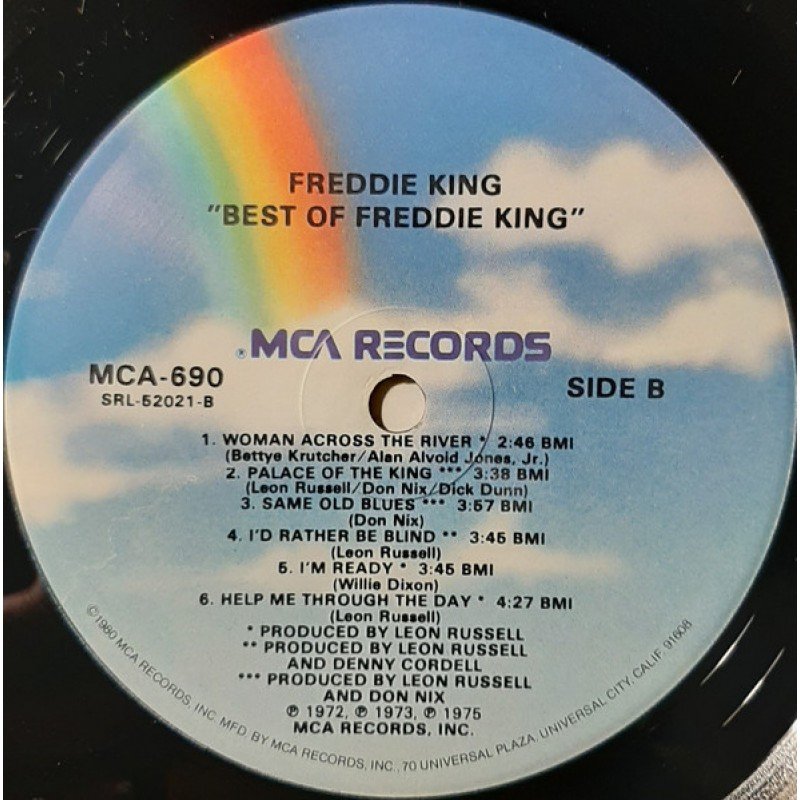 FREDDIE KING
"BEST OF FREDDIE KING"
® MCA RECORDS
MCA-690
SRL-52021-B
SIDE B
1. WOMAN ACROSS THE RIVER * 2:46 BMI
(Bettye Krutcher/Alan Alvoid Jones, Jr.)
2. PALACE OF THE KING *** 3:38 BMI
(Leon Russell/Don Nix/Dick Dunn)
3. SAME OLD BLUES *** 3:57 BMI
(Don Nix)
4. I'D RATHER BE BLIND ** 3:45 BMI
(Leon Russell)
5. I'M READY * 3:45 BMI
(Willie Dixon)
6. HELP ME THROUGH THE DAY * 4:27 BMI
(Leon Russell)
* PRODUCED BY LEON RUSSELL
** PRODUCED BY LEON RUSSELL
AND DENNY CORDELL
*** PRODUCED BY LEON RUSSELL
AND DON NIX
℗ 1972, ℗ 1973, ℗ 1975
MCA RECORDS, INC.
©1980 MCA RECORDS, INC. MFD. BY MCA RECORDS, INC., 70 UNIVERSAL PLAZA, UNIVERSAL CITY, CALIF. 91608